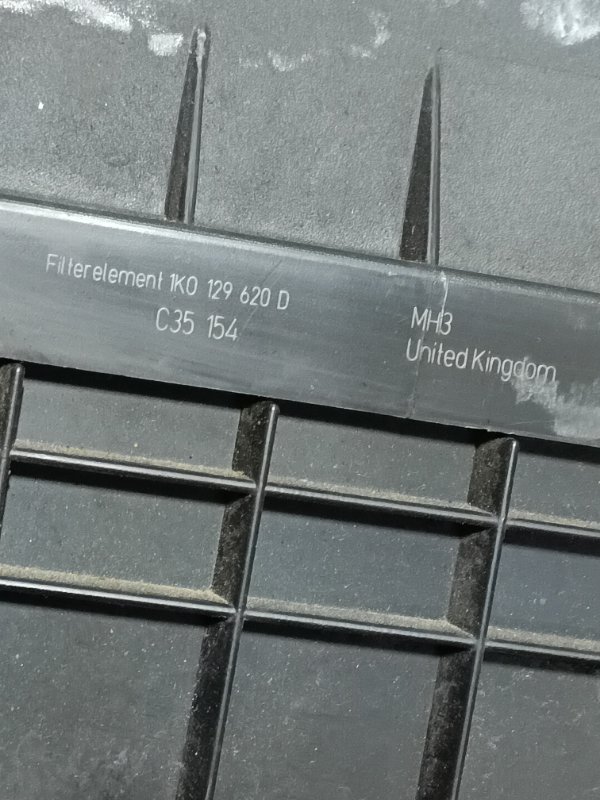 Filterelement 1K0 129 620 D
C35 154
MH3
United Kingdom